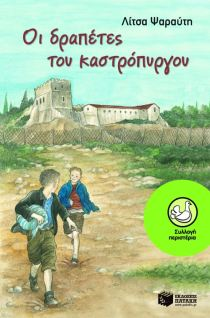 Λίτσα Ψαραύτη
Οι δραπέτες
του καστρόπυργου
Συλλογή
περιστέρια
ΕΚΔΟΣΕΙΣ
ΠΑΤΑΚΗ